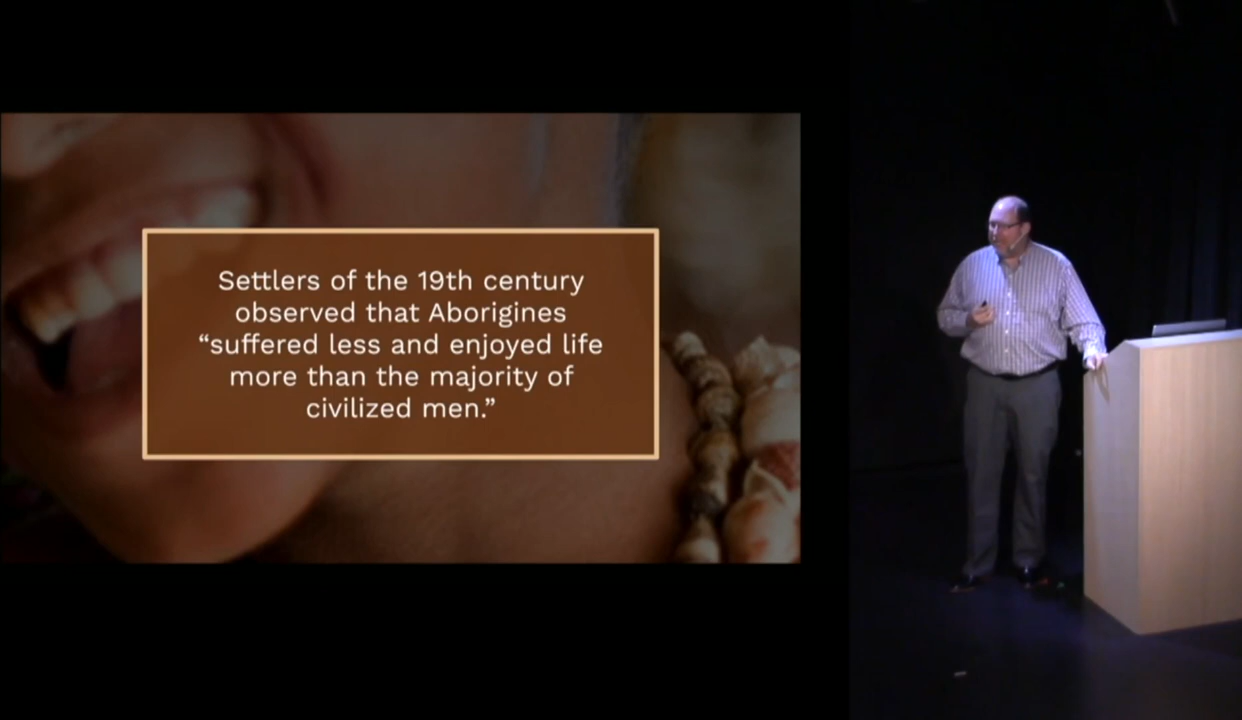 Settlers of the 19th century
observed that Aborigines
“suffered less and enjoyed life
more than the majority of
civilized men.”